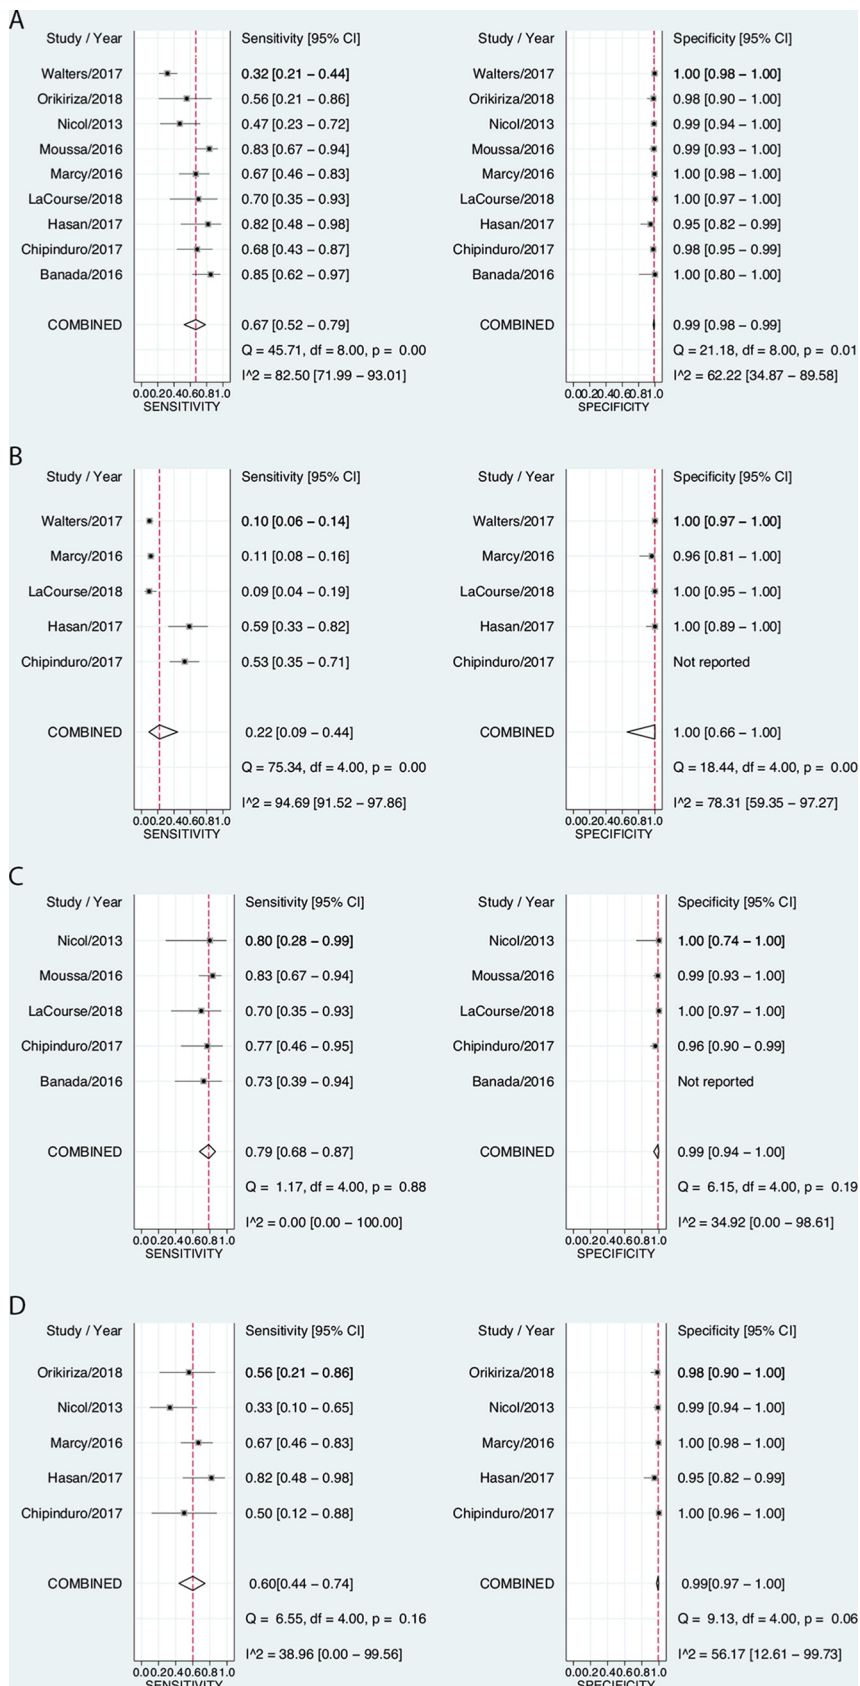 A
Study / Year Sensitivity [95% CI] Study / Year Specificity [95% CI]
Walters/2017 0.32 [0.21 – 0.44] Walters/2017 1.00 [0.98 – 1.00]
Orikiriza/2018 0.56 [0.21 – 0.86] Orikiriza/2018 0.98 [0.90 – 1.00]
Nicol/2013 0.47 [0.23 – 0.72] Nicol/2013 0.99 [0.94 – 1.00]
Moussa/2016 0.83 [0.67 – 0.94] Moussa/2016 0.99 [0.93 – 1.00]
Marcy/2016 0.67 [0.46 – 0.83] Marcy/2016 1.00 [0.98 – 1.00]
LaCourse/2018 0.70 [0.35 – 0.93] LaCourse/2018 1.00 [0.97 – 1.00]
Hasan/2017 0.82 [0.48 – 0.98] Hasan/2017 0.95 [0.82 – 0.99]
Chipinduro/2017 0.68 [0.43 – 0.87] Chipinduro/2017 0.98 [0.95 – 0.99]
Banada/2016 0.85 [0.62 – 0.97] Banada/2016 1.00 [0.80 – 1.00]
COMBINED 0.67 [0.52 – 0.79] COMBINED 0.99 [0.98 – 0.99]
Q = 45.71, df = 8.00, p = 0.00 Q = 21.18, df = 8.00, p = 0.01
I^2 = 82.50 [71.99 – 93.01] I^2 = 62.22 [34.87 – 89.58]
0.00.20.40.60.81.0 0.00.20.40.60.81.0
SENSITIVITY SPECIFICITY
B
Study / Year Sensitivity [95% CI] Study / Year Specificity [95% CI]
Walters/2017 0.10 [0.06 – 0.14] Walters/2017 1.00 [0.97 – 1.00]
Marcy/2016 0.11 [0.08 – 0.16] Marcy/2016 0.96 [0.81 – 1.00]
LaCourse/2018 0.09 [0.04 – 0.19] LaCourse/2018 1.00 [0.95 – 1.00]
Hasan/2017 0.59 [0.33 – 0.82] Hasan/2017 1.00 [0.89 – 1.00]
Chipinduro/2017 0.53 [0.35 – 0.71] Chipinduro/2017 Not reported
COMBINED 0.22 [0.09 – 0.44] COMBINED 1.00 [0.66 – 1.00]
Q = 75.34, df = 4.00, p = 0.00 Q = 18.44, df = 4.00, p = 0.00
I^2 = 94.69 [91.52 – 97.86] I^2 = 78.31 [59.35 – 97.27]
0.00.20.40.60.81.0 0.00.20.40.60.81.0
SENSITIVITY SPECIFICITY
C
Study / Year Sensitivity [95% CI] Study / Year Specificity [95% CI]
Nicol/2013 0.80 [0.28 – 0.99] Nicol/2013 1.00 [0.74 – 1.00]
Moussa/2016 0.83 [0.67 – 0.94] Moussa/2016 0.99 [0.93 – 1.00]
LaCourse/2018 0.70 [0.35 – 0.93] LaCourse/2018 1.00 [0.97 – 1.00]
Chipinduro/2017 0.77 [0.46 – 0.95] Chipinduro/2017 0.96 [0.90 – 0.99]
Banada/2016 0.73 [0.39 – 0.94] Banada/2016 Not reported
COMBINED 0.79 [0.68 – 0.87] COMBINED 0.99 [0.94 – 1.00]
Q = 1.17, df = 4.00, p = 0.88 Q = 6.15, df = 4.00, p = 0.19
I^2 = 0.00 [0.00 – 100.00] I^2 = 34.92 [0.00 – 98.61]
0.00.20.40.60.81.0 0.00.20.40.60.81.0
SENSITIVITY SPECIFICITY
D
Study / Year Sensitivity [95% CI] Study / Year Specificity [95% CI]
Orikiriza/2018 0.56 [0.21 – 0.86] Orikiriza/2018 0.98 [0.90 – 1.00]
Nicol/2013 0.33 [0.10 – 0.65] Nicol/2013 0.99 [0.94 – 1.00]
Marcy/2016 0.67 [0.46 – 0.83] Marcy/2016 1.00 [0.98 – 1.00]
Hasan/2017 0.82 [0.48 – 0.98] Hasan/2017 0.95 [0.82 – 0.99]
Chipinduro/2017 0.50 [0.12 – 0.88] Chipinduro/2017 1.00 [0.96 – 1.00]
COMBINED 0.60[0.44 – 0.74] COMBINED 0.99[0.97 – 1.00]
Q = 6.55, df = 4.00, p = 0.16 Q = 9.13, df = 4.00, p = 0.06
I^2 = 38.96 [0.00 – 99.56] I^2 = 56.17 [12.61 – 99.73]
0.00.20.40.60.81.0 0.00.20.40.60.81.0
SENSITIVITY SPECIFICITY